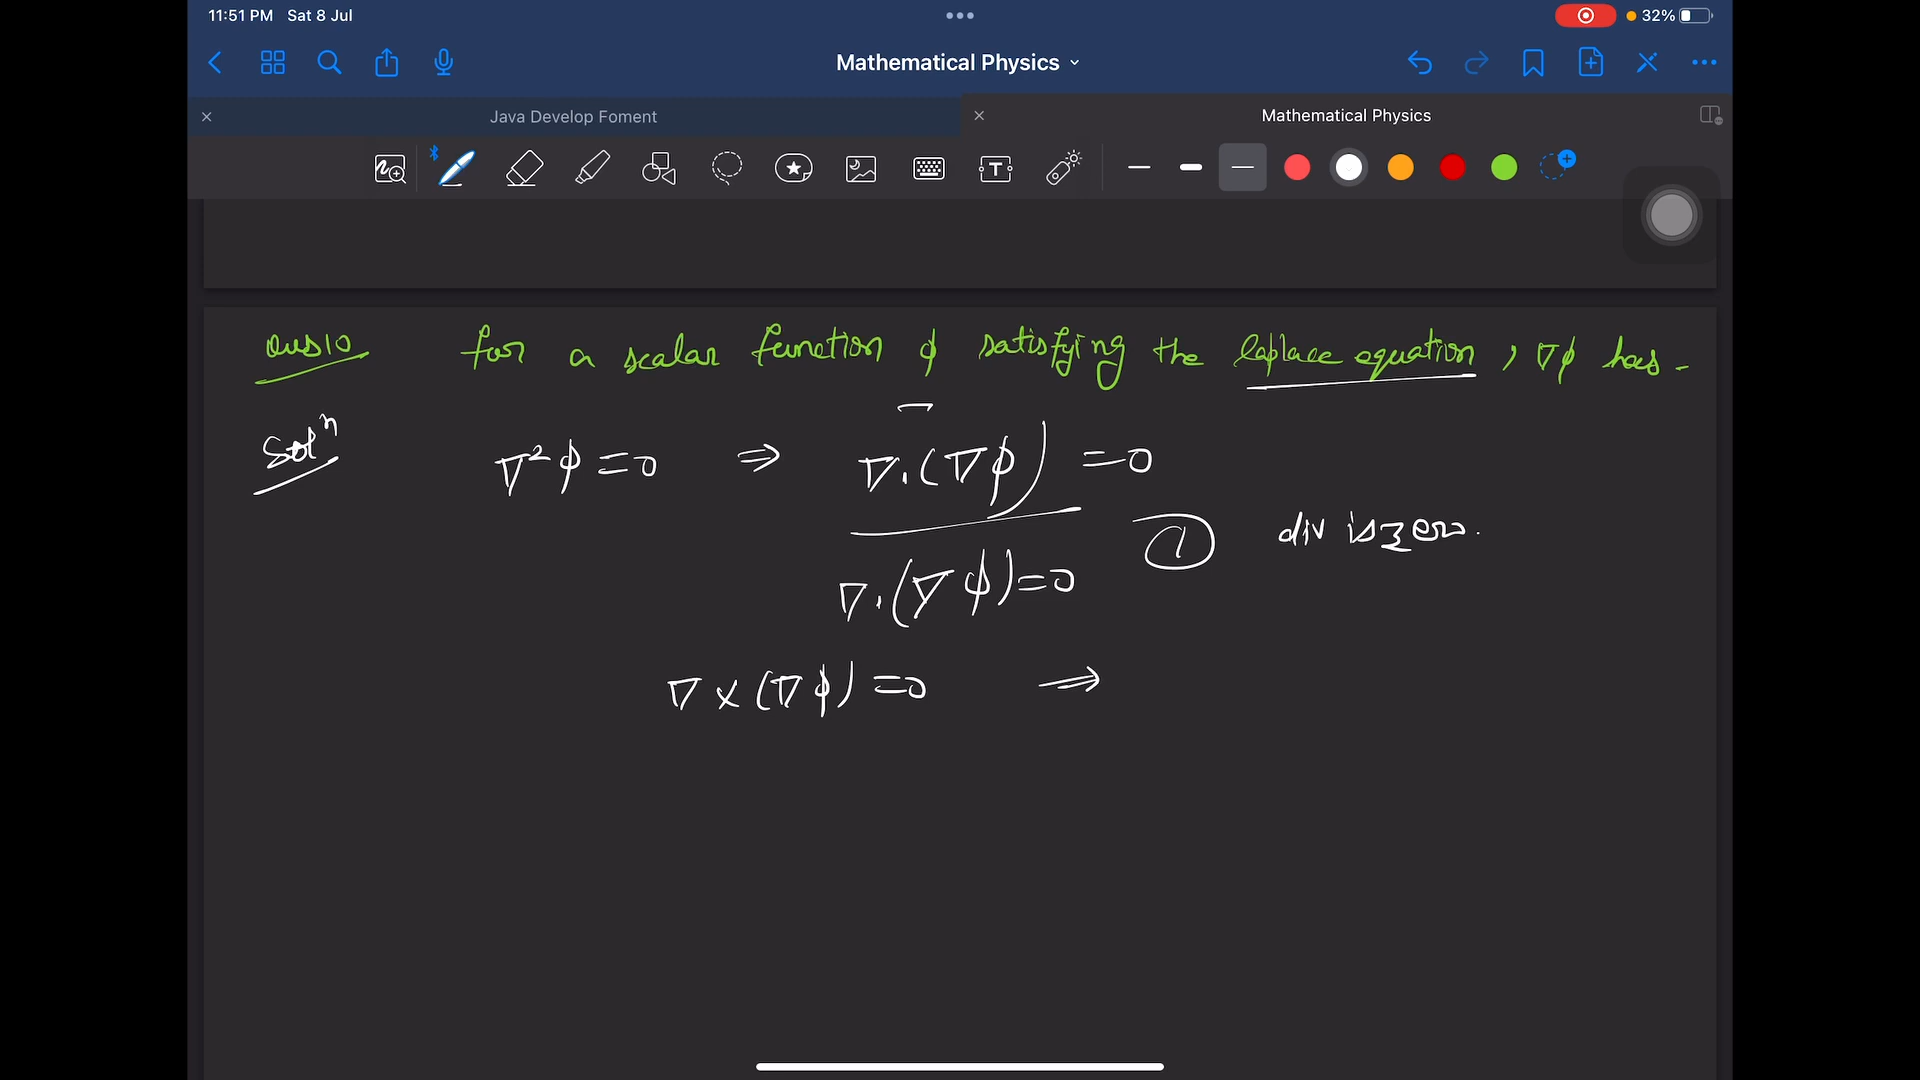 11:51 PM Sat 8 Jul
32%
Mathematical Physics
Java Develop Foment
Mathematical Physics
T
Ques10 for a scalar function ϕ satisfying the laplace equation, ∇ϕ has-
Solⁿ
∇²ϕ=0 ⇒ ∇.(∇ϕ) =0
① div is zero.
∇.(∇ϕ)=0
∇×(∇ϕ)=0 ⇒